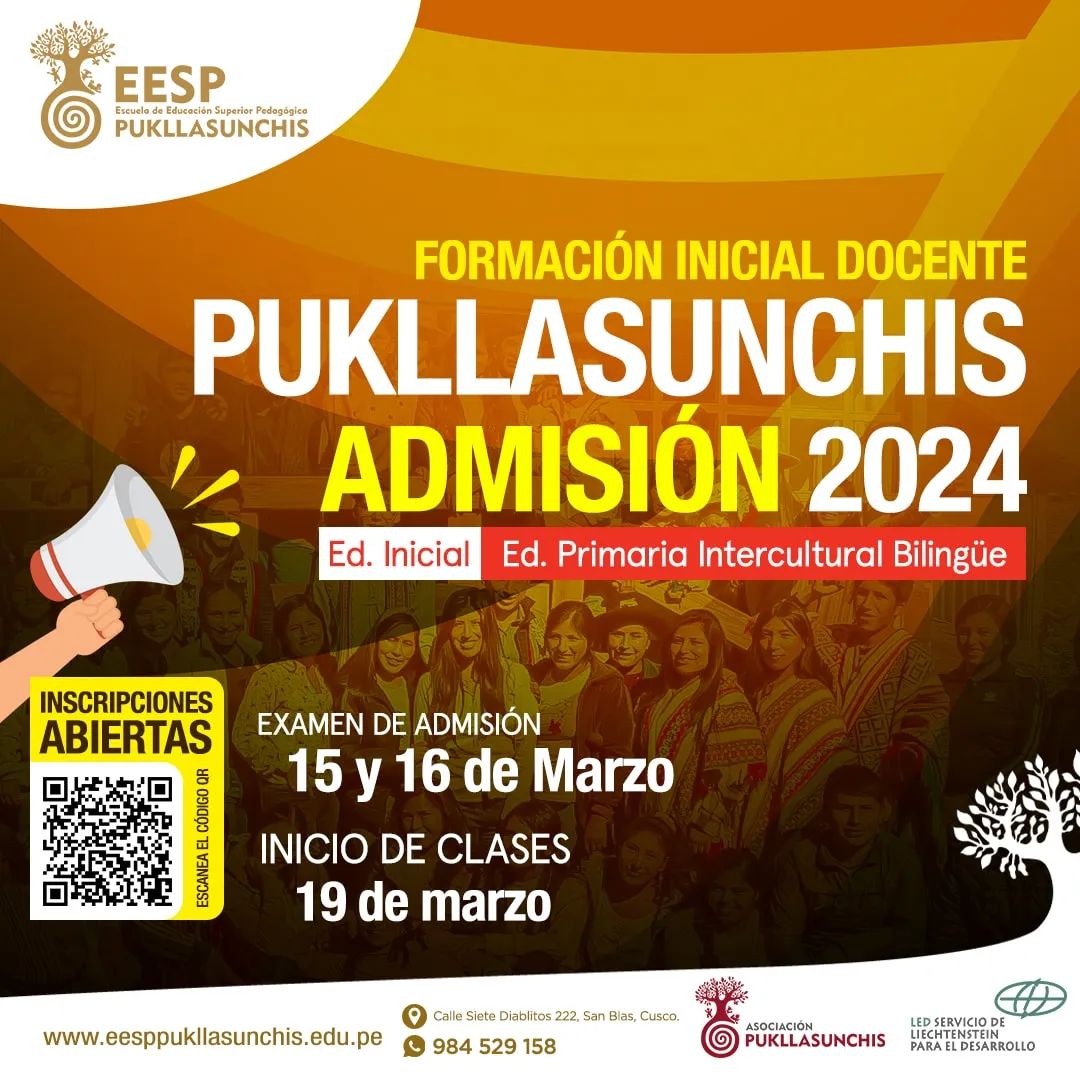 EESP
Escuela de Educación Superior Pedagógica
PUKLLASUNCHIS
FORMACIÓN INICIAL DOCENTE
PUKLLASUNCHIS
ADMISIÓN 2024
Ed. Inicial Ed. Primaria Intercultural Bilingüe
INSCRIPCIONES
ABIERTAS
ESCANEA EL CÓDIGO QR
EXAMEN DE ADMISIÓN
15 y 16 de Marzo
INICIO DE CLASES
19 de marzo
www.eesppukllasunchis.edu.pe
Calle Siete Diablitos 222, San Blas, Cusco.
984 529 158
ASOCIACIÓN
PUKLLASUNCHIS
LED SERVICIO DE
LIECHTENSTEIN
PARA EL DESARROLLO